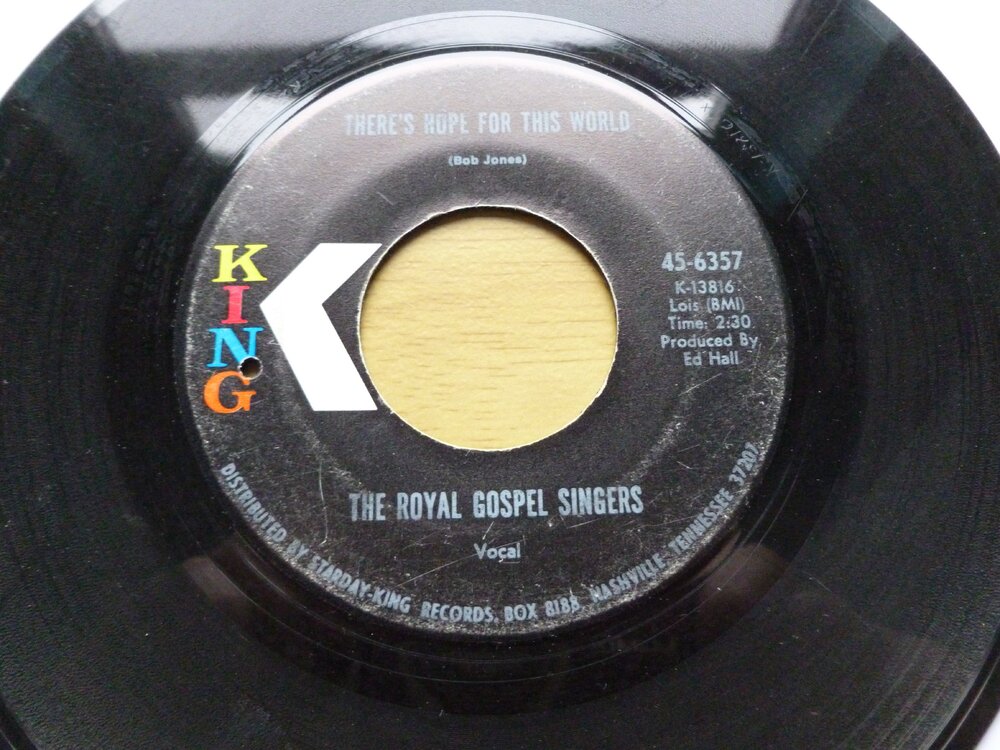 THERE'S HOPE FOR THIS WORLD
(Bob Jones)
KING
45-6357
K-13816
Lois (BMI)
Time: 2:30
Produced By
Ed Hall
THE ROYAL GOSPEL SINGERS
Vocal
DISTRIBUTED BY STARDAY-KING RECORDS, BOX 8188, NASHVILLE, TENNESSEE 37207